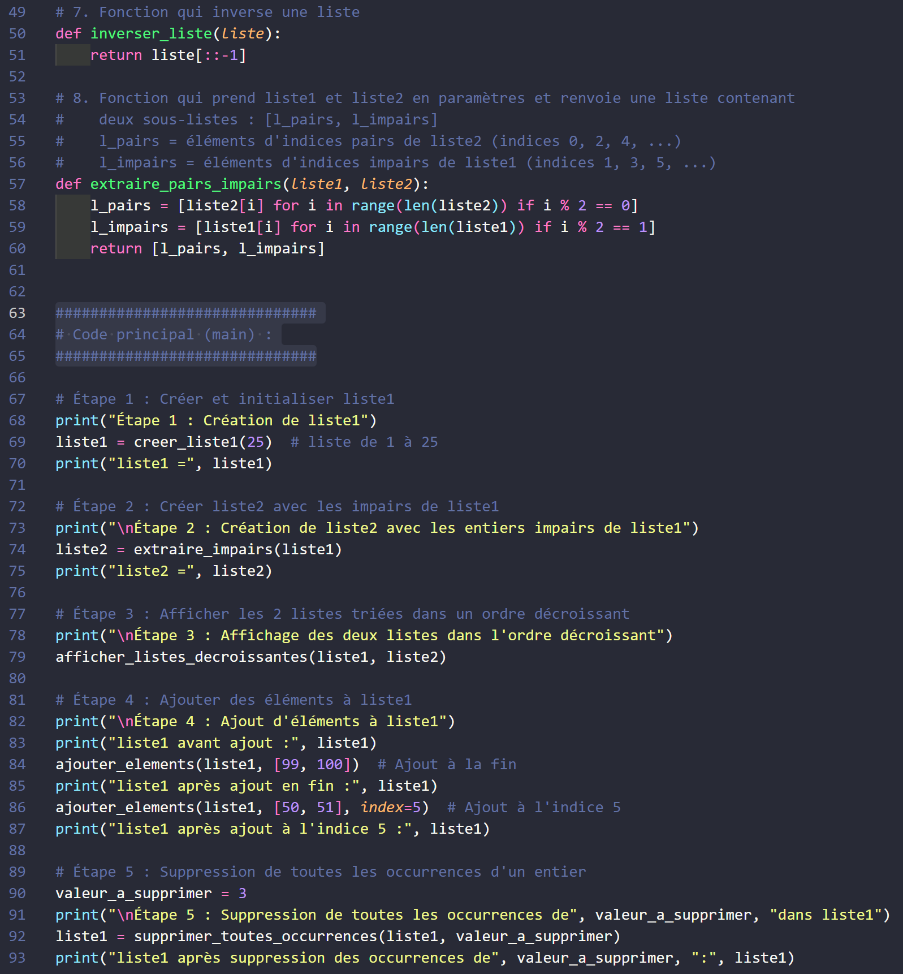 49 # 7. Fonction qui inverse une liste
50 def inverser_liste(liste):
51     return liste[::-1]
52
53 # 8. Fonction qui prend liste1 et liste2 en paramètres et renvoie une liste contenant
54 #    deux sous-listes : [l_pairs, l_impairs]
55 #    l_pairs = éléments d'indices pairs de liste2 (indices 0, 2, 4, ...)
56 #    l_impairs = éléments d'indices impairs de liste1 (indices 1, 3, 5, ...)
57 def extraire_pairs_impairs(liste1, liste2):
58     l_pairs = [liste2[i] for i in range(len(liste2)) if i % 2 == 0]
59     l_impairs = [liste1[i] for i in range(len(liste1)) if i % 2 == 1]
60     return [l_pairs, l_impairs]
61
62
63 ##############################
64 # Code principal (main) :
65 ##############################
66
67 # Étape 1 : Créer et initialiser liste1
68 print("Étape 1 : Création de liste1")
69 liste1 = creer_liste1(25)  # liste de 1 à 25
70 print("liste1 =", liste1)
71
72 # Étape 2 : Créer liste2 avec les impairs de liste1
73 print("\nÉtape 2 : Création de liste2 avec les entiers impairs de liste1")
74 liste2 = extraire_impairs(liste1)
75 print("liste2 =", liste2)
76
77 # Étape 3 : Afficher les 2 listes triées dans un ordre décroissant
78 print("\nÉtape 3 : Affichage des deux listes dans l'ordre décroissant")
79 afficher_listes_decroissantes(liste1, liste2)
80
81 # Étape 4 : Ajouter des éléments à liste1
82 print("\nÉtape 4 : Ajout d'éléments à liste1")
83 print("liste1 avant ajout :", liste1)
84 ajouter_elements(liste1, [99, 100])  # Ajout à la fin
85 print("liste1 après ajout en fin :", liste1)
86 ajouter_elements(liste1, [50, 51], index=5)  # Ajout à l'indice 5
87 print("liste1 après ajout à l'indice 5 :", liste1)
88
89 # Étape 5 : Suppression de toutes les occurrences d'un entier
90 valeur_a_supprimer = 3
91 print("\nÉtape 5 : Suppression de toutes les occurrences de", valeur_a_supprimer, "dans liste1")
92 liste1 = supprimer_toutes_occurrences(liste1, valeur_a_supprimer)
93 print("liste1 après suppression des occurrences de", valeur_a_supprimer, ":", liste1)